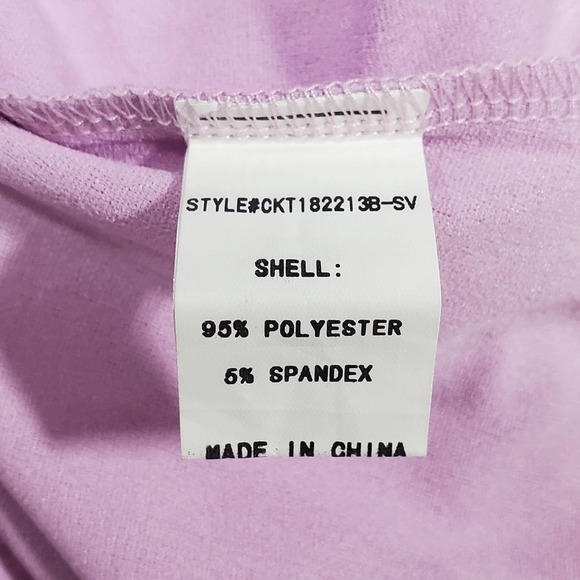 STYLE#CKT182213B-SV
SHELL:
95% POLYESTER
5% SPANDEX
MADE IN CHINA